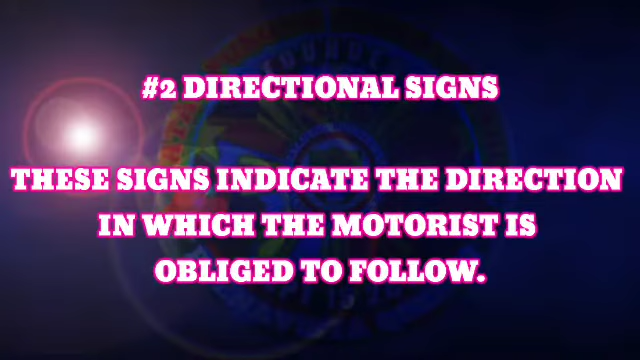 #2 DIRECTIONAL SIGNS
THESE SIGNS INDICATE THE DIRECTION
IN WHICH THE MOTORIST IS
OBLIGED TO FOLLOW.